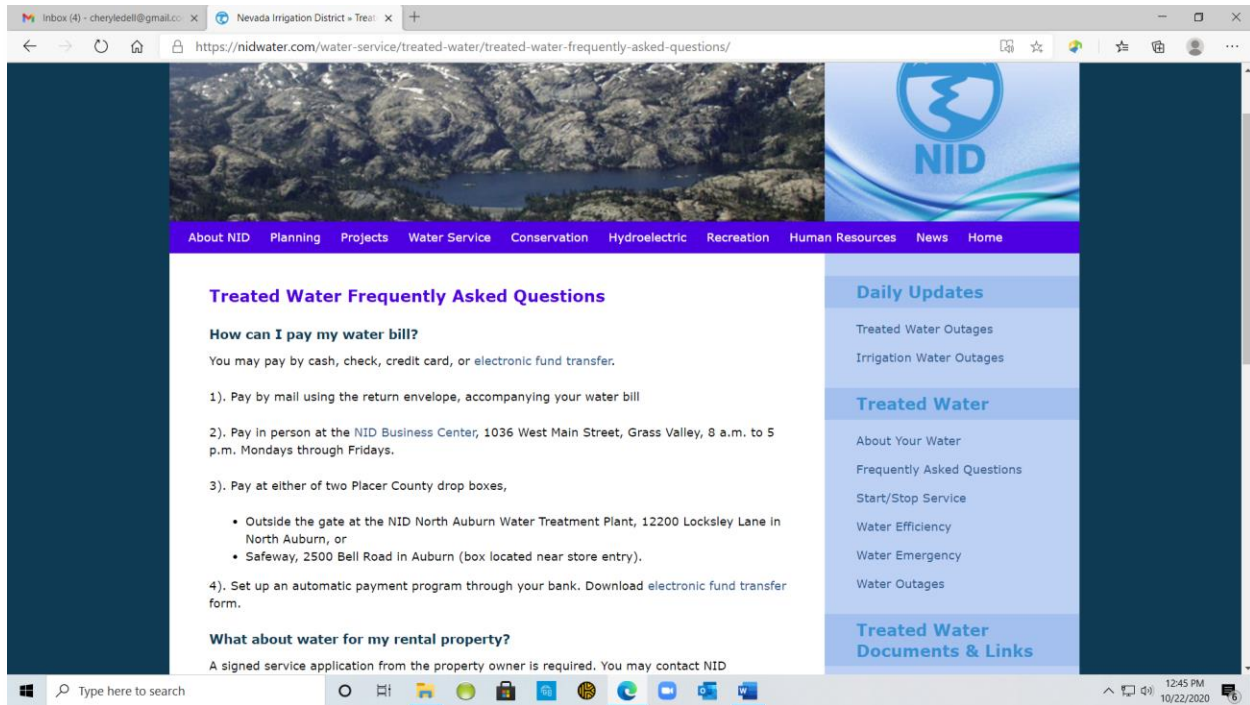 Inbox (4) - cheryledell@gmail.co
Nevada Irrigation District » Treat
https://nidwater.com/water-service/treated-water/treated-water-frequently-asked-questions/
NID
About NID Planning Projects Water Service Conservation Hydroelectric Recreation Human Resources News Home
Treated Water Frequently Asked Questions
How can I pay my water bill?
You may pay by cash, check, credit card, or electronic fund transfer.
1). Pay by mail using the return envelope, accompanying your water bill
2). Pay in person at the NID Business Center, 1036 West Main Street, Grass Valley, 8 a.m. to 5
p.m. Mondays through Fridays.
3). Pay at either of two Placer County drop boxes,
• Outside the gate at the NID North Auburn Water Treatment Plant, 12200 Locksley Lane in
North Auburn, or
• Safeway, 2500 Bell Road in Auburn (box located near store entry).
4). Set up an automatic payment program through your bank. Download electronic fund transfer
form.
What about water for my rental property?
A signed service application from the property owner is required. You may contact NID
Daily Updates
Treated Water Outages
Irrigation Water Outages
Treated Water
About Your Water
Frequently Asked Questions
Start/Stop Service
Water Efficiency
Water Emergency
Water Outages
Treated Water
Documents & Links
Type here to search
12:45 PM
10/22/2020
6